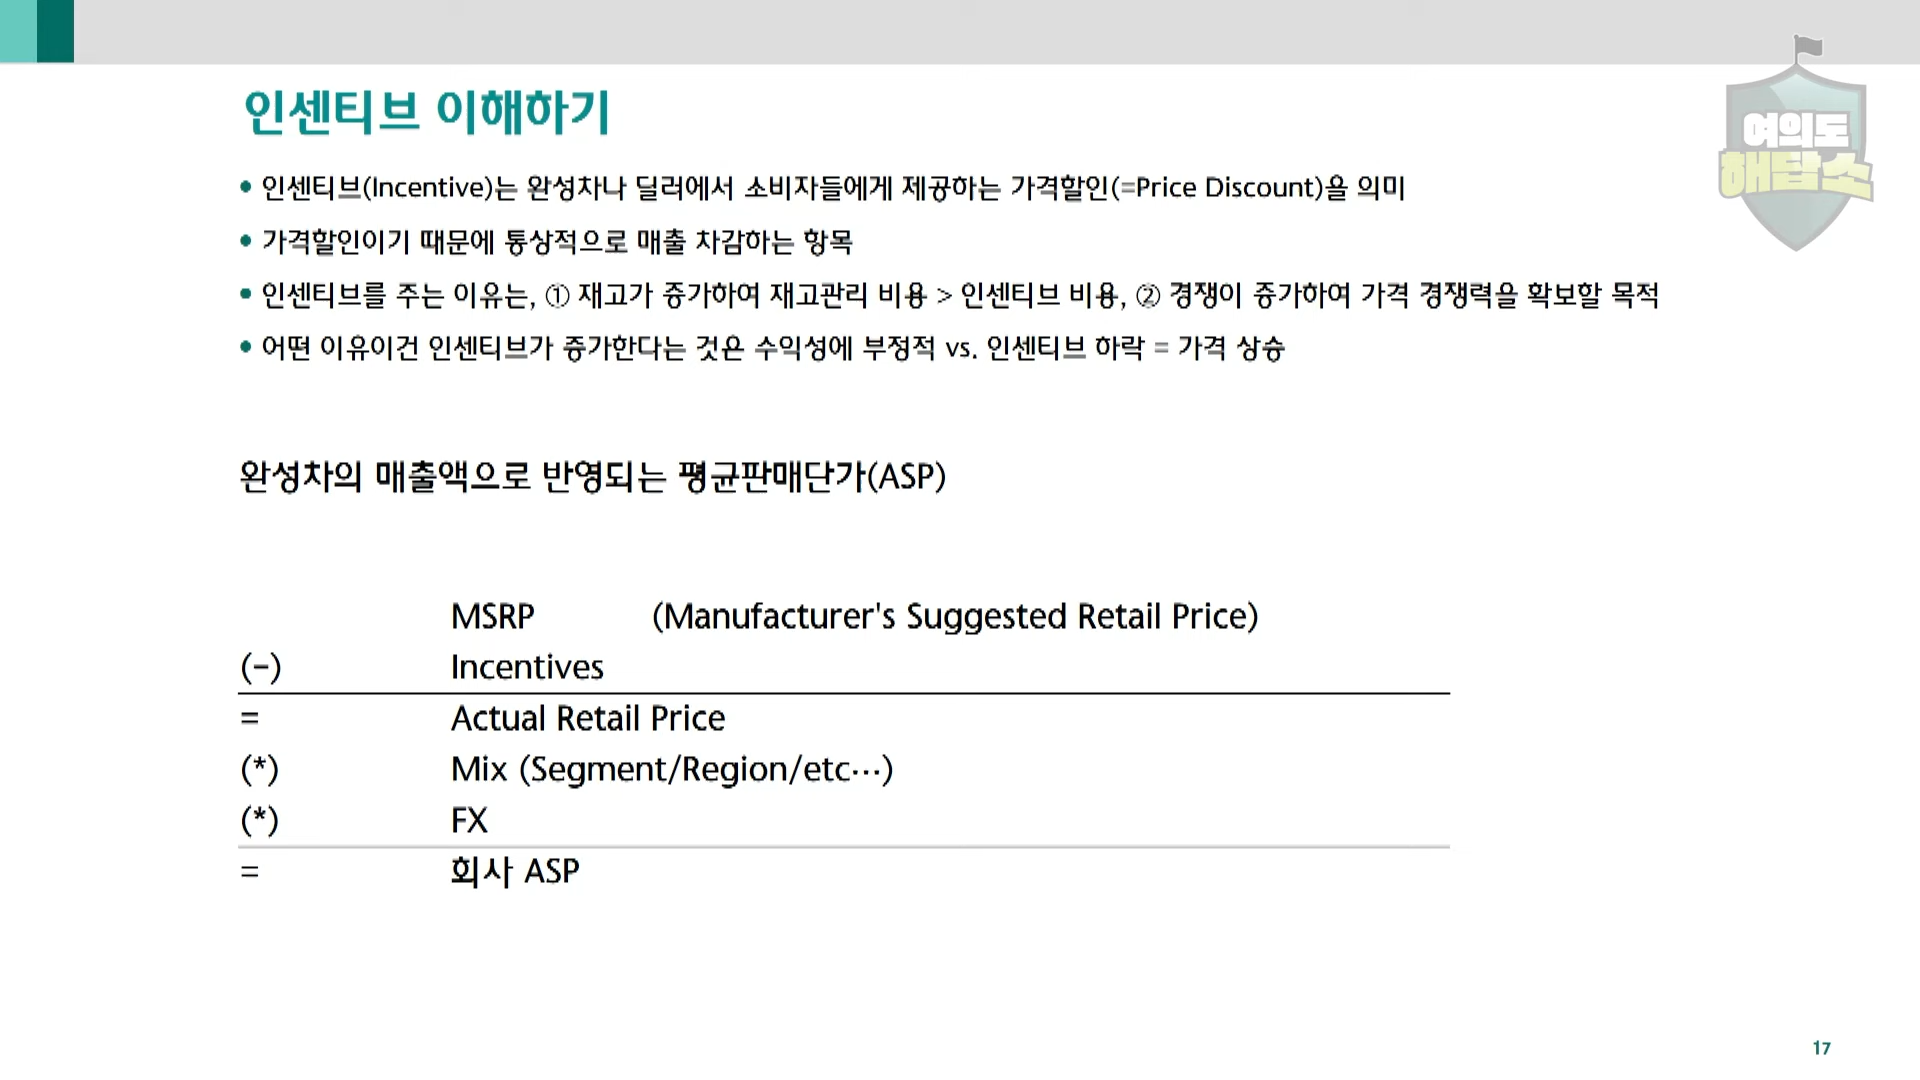 인센티브 이해하기
여의도
해답소
• 인센티브(Incentive)는 완성차나 딜러에서 소비자들에게 제공하는 가격할인(=Price Discount)을 의미
• 가격할인이기 때문에 통상적으로 매출 차감하는 항목
• 인센티브를 주는 이유는, ① 재고가 증가하여 재고관리 비용 > 인센티브 비용, ② 경쟁이 증가하여 가격 경쟁력을 확보할 목적
• 어떤 이유이건 인센티브가 증가한다는 것은 수익성에 부정적 vs. 인센티브 하락 = 가격 상승
완성차의 매출액으로 반영되는 평균판매단가(ASP)
MSRP (Manufacturer's Suggested Retail Price)
(-) Incentives
= Actual Retail Price
(*) Mix (Segment/Region/etc⋯)
(*) FX
= 회사 ASP
17